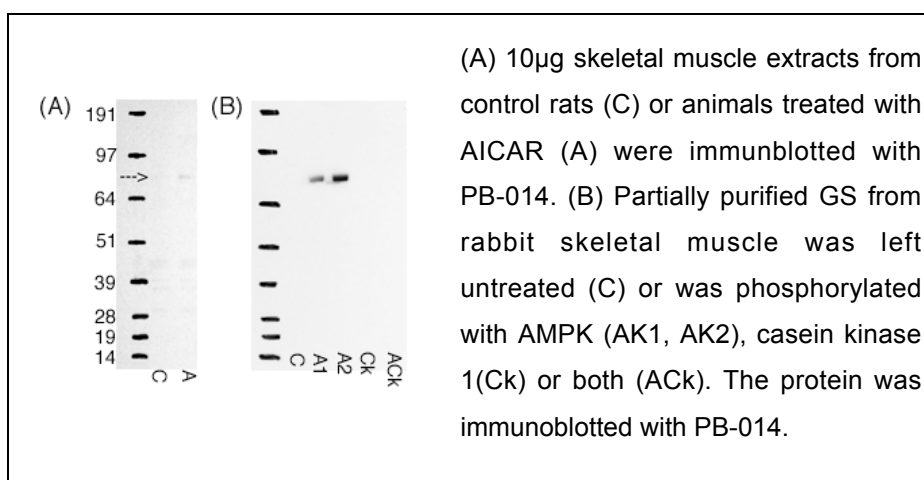 (A)
191
97
--->
64
51
39
28
19
14
C
A
(B)
C
A1
A2
Ck
ACk
(A) 10µg skeletal muscle extracts from
control rats (C) or animals treated with
AICAR (A) were immunblotted with
PB-014. (B) Partially purified GS from
rabbit skeletal muscle was left
untreated (C) or was phosphorylated
with AMPK (AK1, AK2), casein kinase
1(Ck) or both (ACk). The protein was
immunoblotted with PB-014.